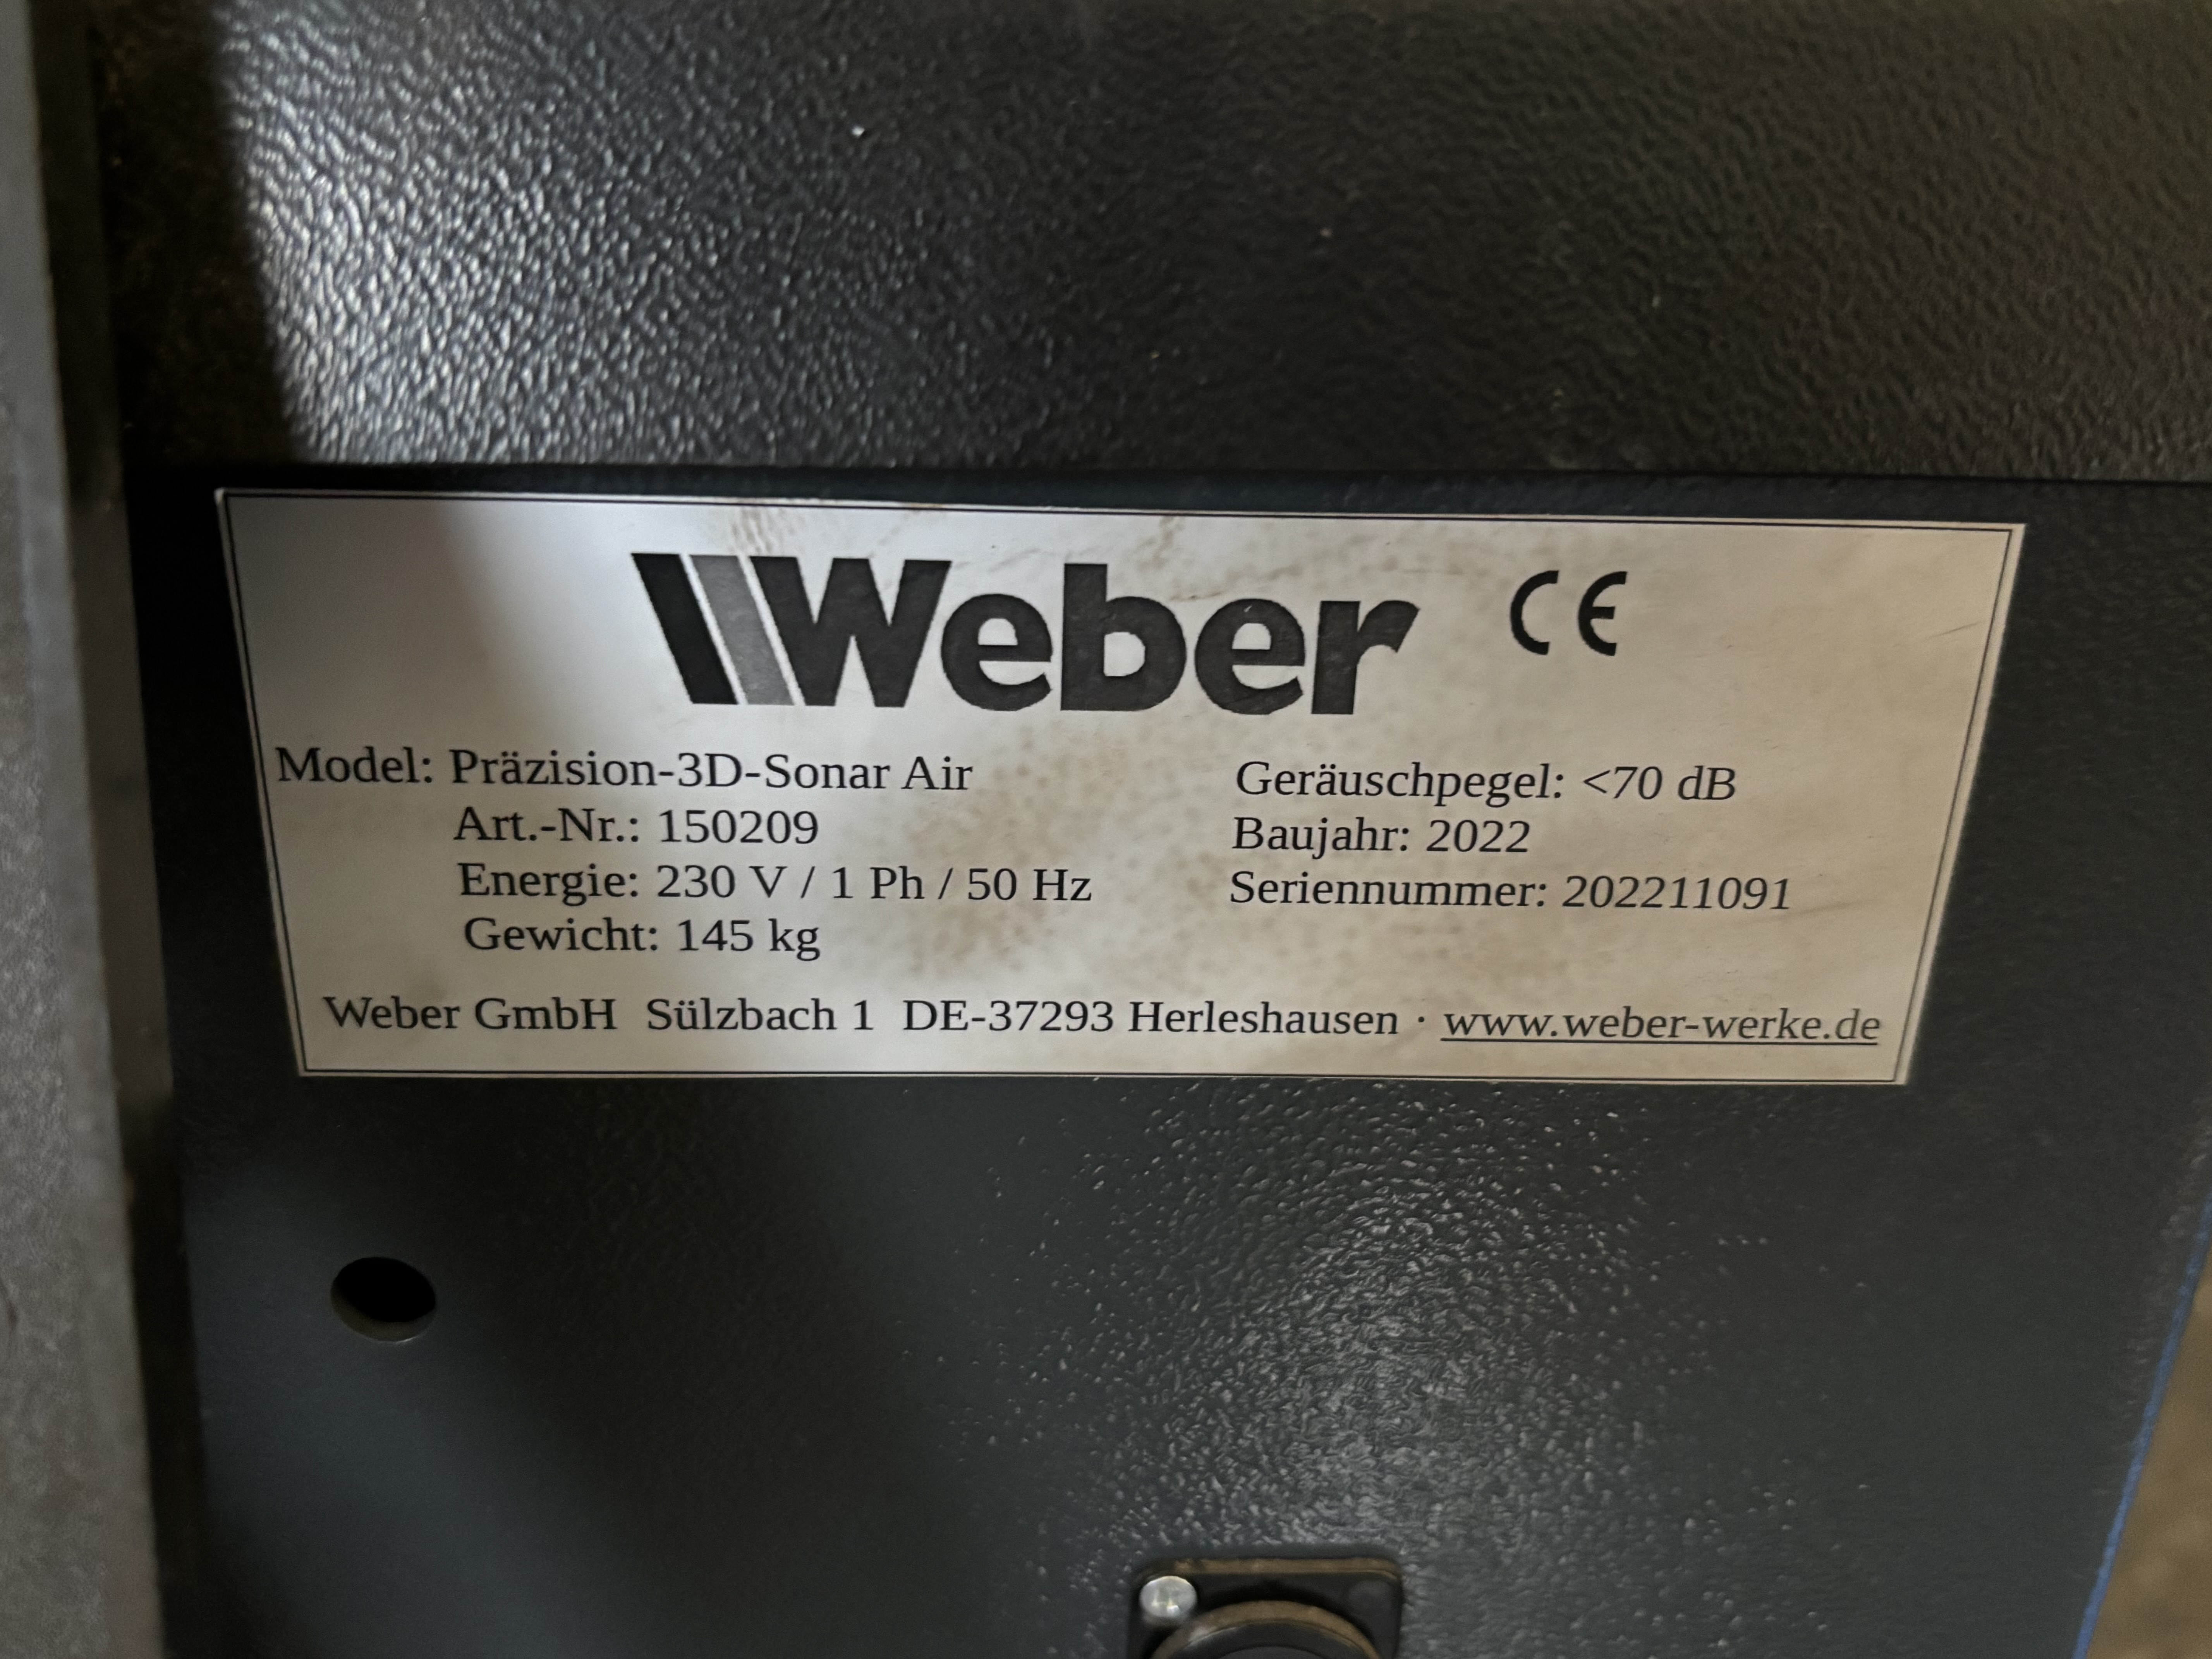 Weber CE
Model: Präzision-3D-Sonar Air
Art.-Nr.: 150209
Energie: 230 V / 1 Ph / 50 Hz
Gewicht: 145 kg
Geräuschpegel: <70 dB
Baujahr: 2022
Seriennummer: 202211091
Weber GmbH Sülzbach 1 DE-37293 Herleshausen · www.weber-werke.de